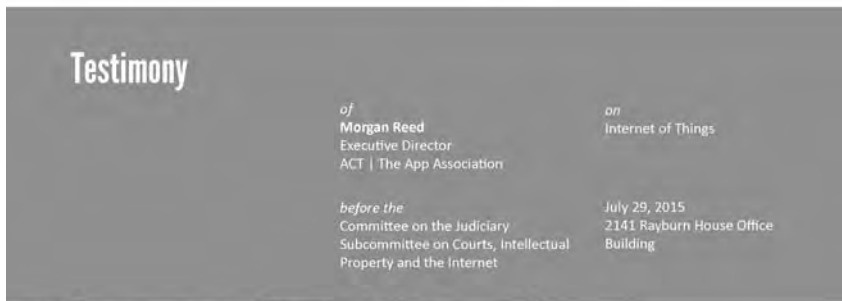 Testimony
of
Morgan Reed
Executive Director
ACT | The App Association
on
Internet of Things
before the
Committee on the Judiciary
Subcommittee on Courts, Intellectual
Property and the Internet
July 29, 2015
2141 Rayburn House Office
Building